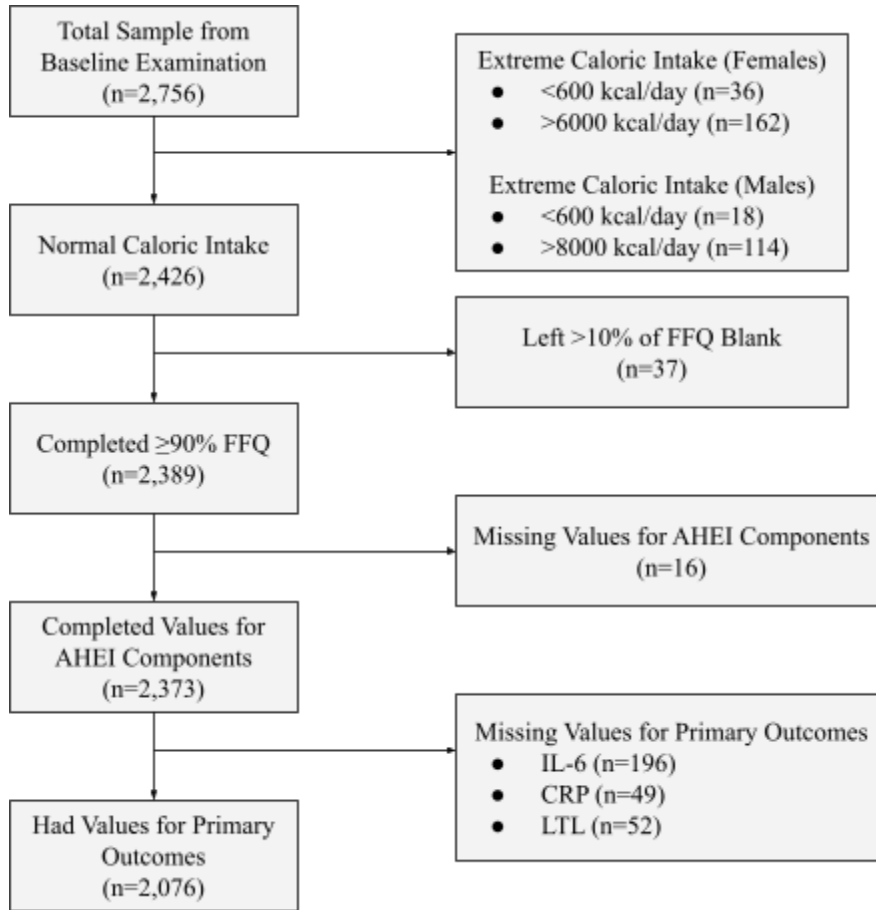 Total Sample from
Baseline Examination
(n=2,756)
Extreme Caloric Intake (Females)
● <600 kcal/day (n=36)
● >6000 kcal/day (n=162)
Extreme Caloric Intake (Males)
● <600 kcal/day (n=18)
● >8000 kcal/day (n=114)
Normal Caloric Intake
(n=2,426)
Left >10% of FFQ Blank
(n=37)
Completed ≥90% FFQ
(n=2,389)
Missing Values for AHEI Components
(n=16)
Completed Values for
AHEI Components
(n=2,373)
Missing Values for Primary Outcomes
● IL-6 (n=196)
● CRP (n=49)
● LTL (n=52)
Had Values for Primary
Outcomes
(n=2,076)